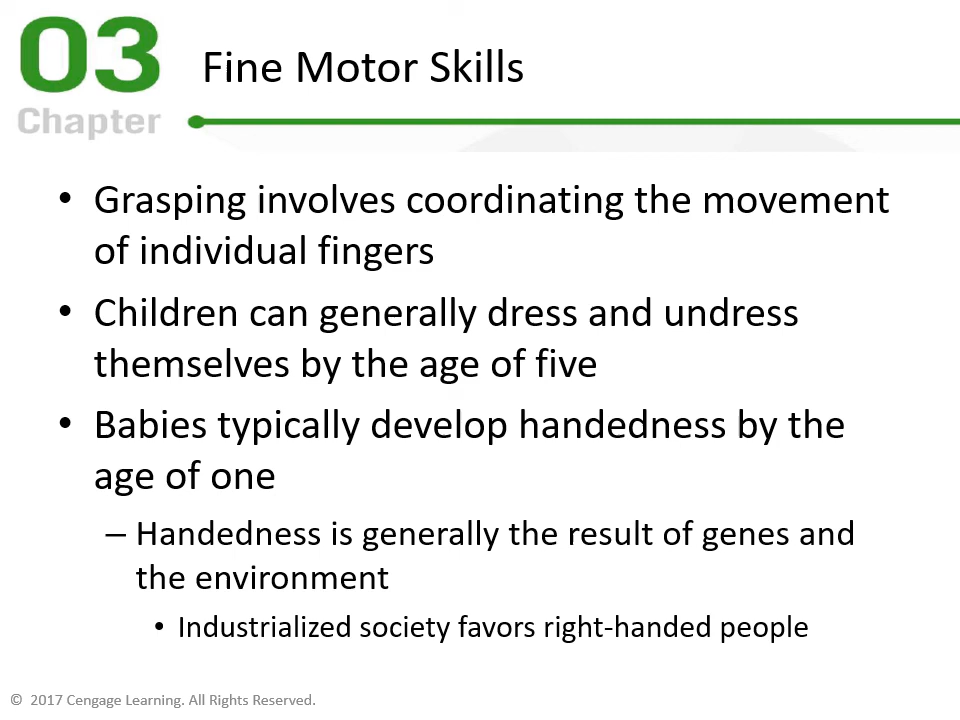 03
Chapter
Fine Motor Skills
• Grasping involves coordinating the movement
of individual fingers
• Children can generally dress and undress
themselves by the age of five
• Babies typically develop handedness by the
age of one
– Handedness is generally the result of genes and
the environment
• Industrialized society favors right-handed people
© 2017 Cengage Learning. All Rights Reserved.